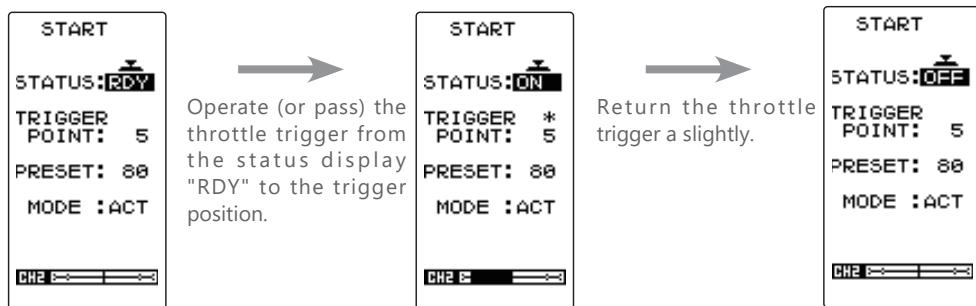 START
STATUS:RDY
TRIGGER
POINT: 5
PRESET: 80
MODE :ACT
CH2
Operate (or pass) the
throttle trigger from
the status display
"RDY" to the trigger
position.
START
STATUS:ON
TRIGGER *
POINT: 5
PRESET: 80
MODE :ACT
CH2
Return the throttle
trigger a slightly.
START
STATUS:OFF
TRIGGER
POINT: 5
PRESET: 80
MODE :ACT
CH2